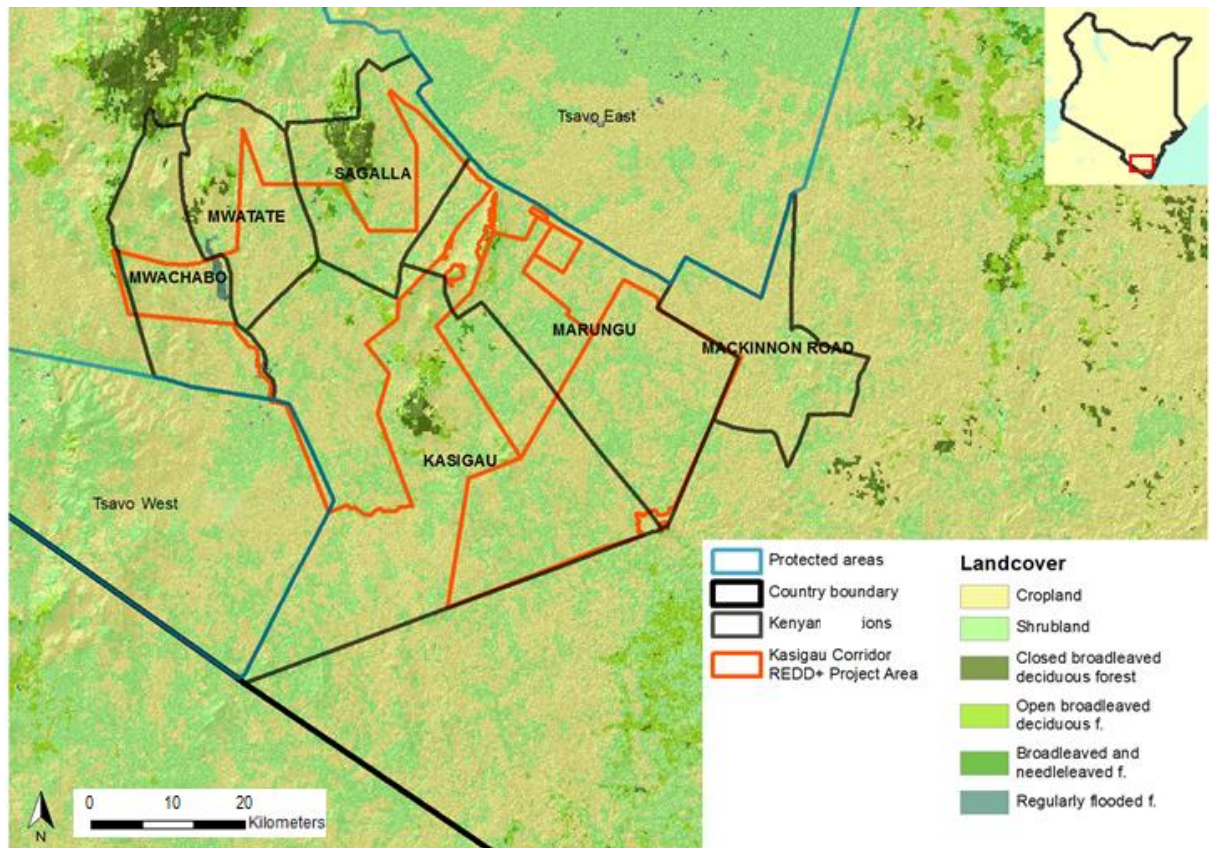 Tsavo East
SAGALLA
MWATATE
MWACHABO
MARUNGU
MACKINNON ROAD
KASIGAU
Tsavo West
Protected areas
Country boundary
Kenyan tions
Kasigau Corridor
REDD+ Project Area
Landcover
Cropland
Shrubland
Closed broadleaved
deciduous forest
Open broadleaved
deciduous f.
Broadleaved and
needleleaved f.
Regularly flooded f.
0 10 20
Kilometers
N